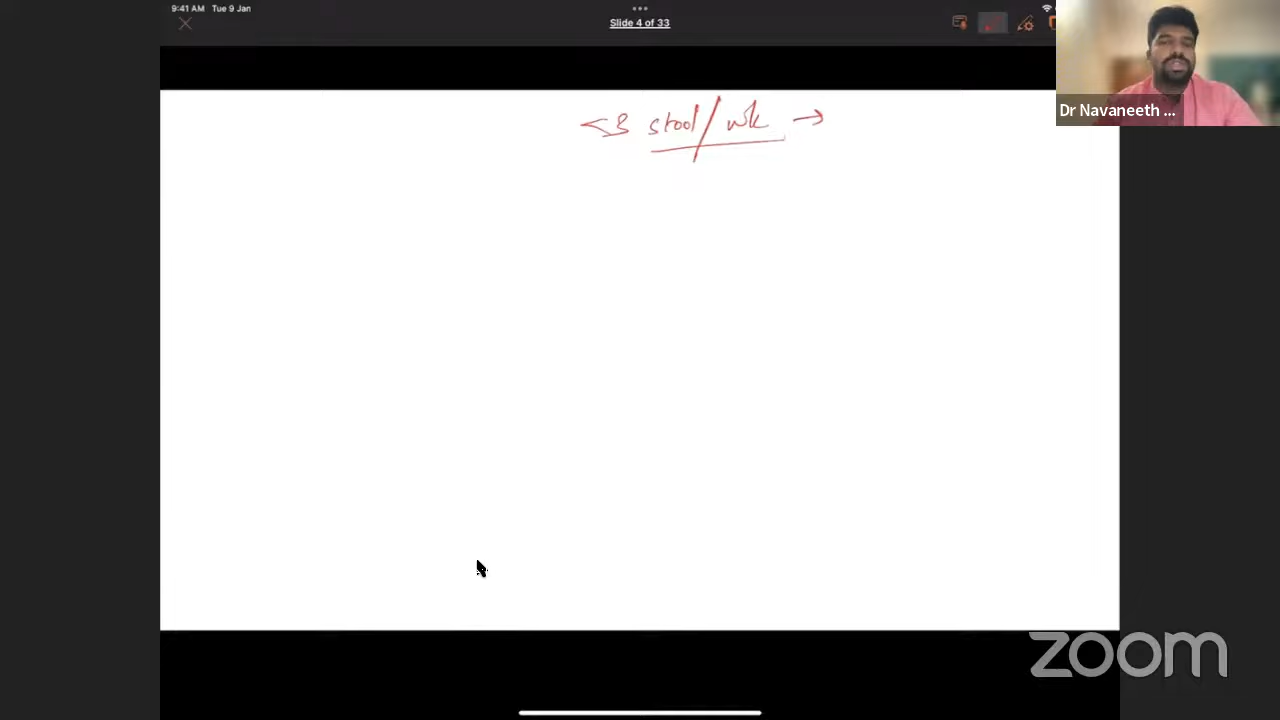 9:41 AM Tue 9 Jan
Slide 4 of 33
<3 stool/wk →
Dr Navaneeth ...
zoom